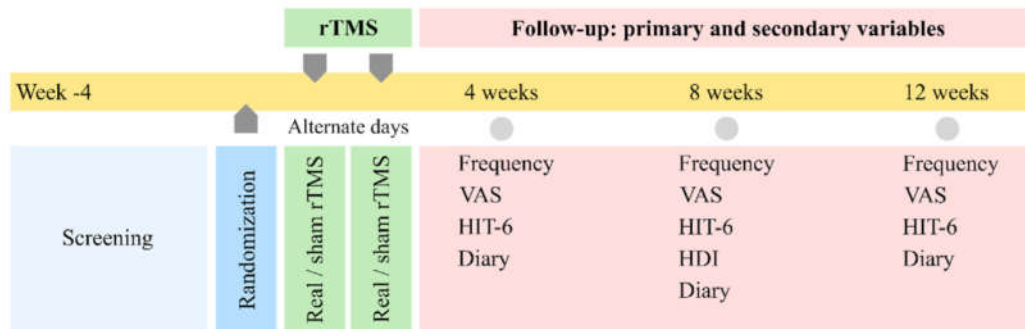 rTMS
Follow-up: primary and secondary variables
Week -4
4 weeks
8 weeks
12 weeks
Alternate days
Screening
Randomization
Real / sham rTMS
Real / sham rTMS
Frequency
VAS
HIT-6
Diary
Frequency
VAS
HIT-6
HDI
Diary
Frequency
VAS
HIT-6
Diary